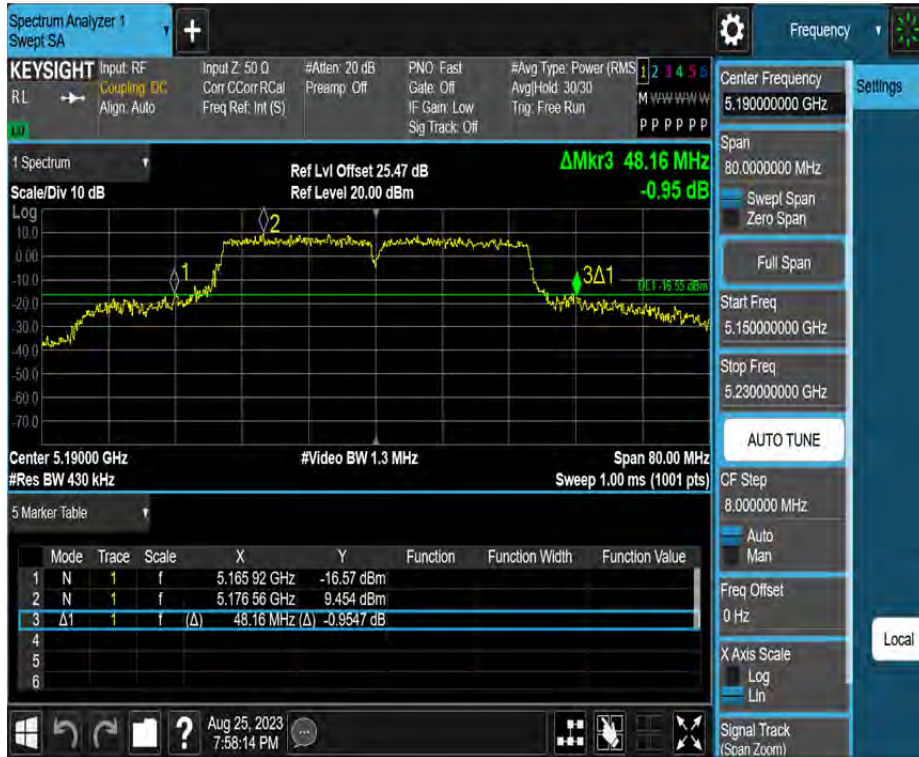 Spectrum Analyzer 1
Swept SA
Frequency
KEYSIGHT
RL
Input: RF
Coupling: DC
Align: Auto
Input Z: 50 Ω
Corr CCorr RCal
Freq Ref: Int (S)
#Atten: 20 dB
Preamp: Off
PNO: Fast
Gate: Off
IF Gain: Low
Sig Track: Off
#Avg Type: Power (RMS
Avg|Hold: 30/30
Trig: Free Run
1 2 3 4 5 6
M W W W W W
P P P P P P
Settings
1 Spectrum
Scale/Div 10 dB
Ref Lvl Offset 25.47 dB
Ref Level 20.00 dBm
ΔMkr3 48.16 MHz
-0.95 dB
Log
10.0
0.00
-10.0
-20.0
-30.0
-40.0
-50.0
-60.0
-70.0
1
2
3Δ1
DL1 -16.55 dBm
Center 5.19000 GHz
#Res BW 430 kHz
#Video BW 1.3 MHz
Span 80.00 MHz
Sweep 1.00 ms (1001 pts)
5 Marker Table
Mode Trace Scale X Y Function Function Width Function Value
1 N 1 f 5.165 92 GHz -16.57 dBm
2 N 1 f 5.176 56 GHz 9.454 dBm
3 Δ1 1 f (Δ) 48.16 MHz (Δ) -0.9547 dB
4
5
6
Aug 25, 2023
7:58:14 PM
Center Frequency
5.190000000 GHz
Span
80.0000000 MHz
Swept Span
Zero Span
Full Span
Start Freq
5.150000000 GHz
Stop Freq
5.230000000 GHz
AUTO TUNE
CF Step
8.000000 MHz
Auto
Man
Freq Offset
0 Hz
X Axis Scale
Log
Lin
Signal Track
(Span Zoom)
Local